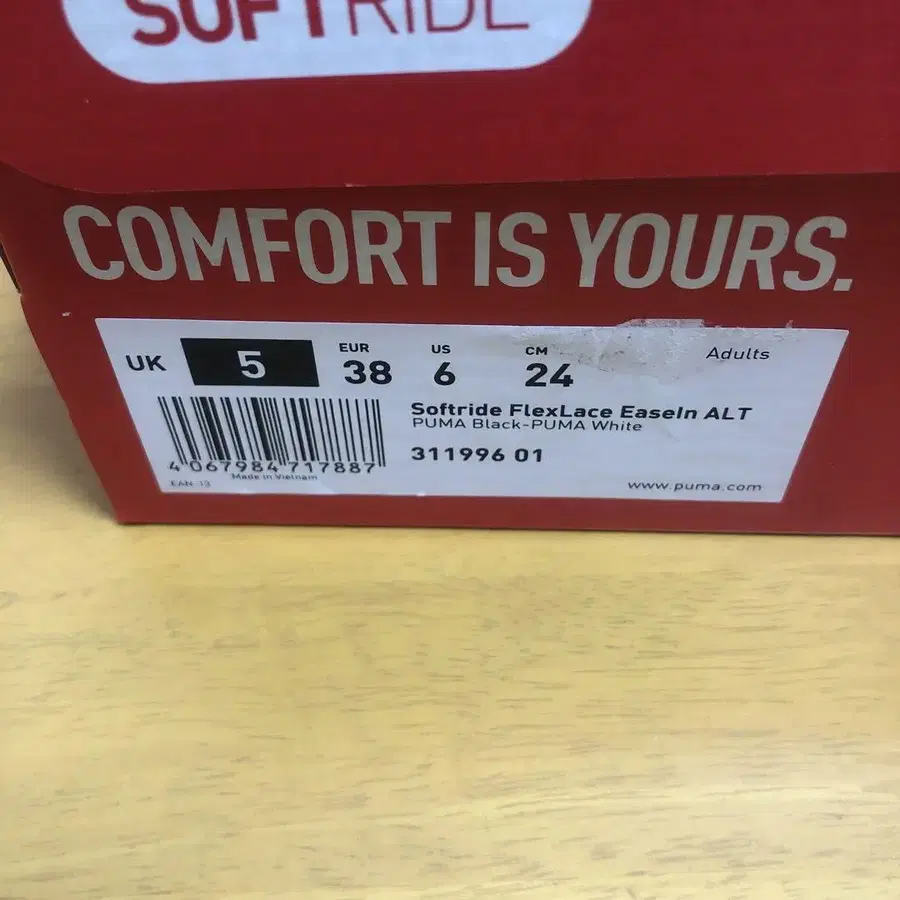 SOFTRIDE
COMFORT IS YOURS.
UK 5 EUR 38 US 6 CM 24 Adults
Softride FlexLace EaseIn ALT
PUMA Black-PUMA White
311996 01
4 067984 717887
Made in Vietnam
EAN 13
www.puma.com